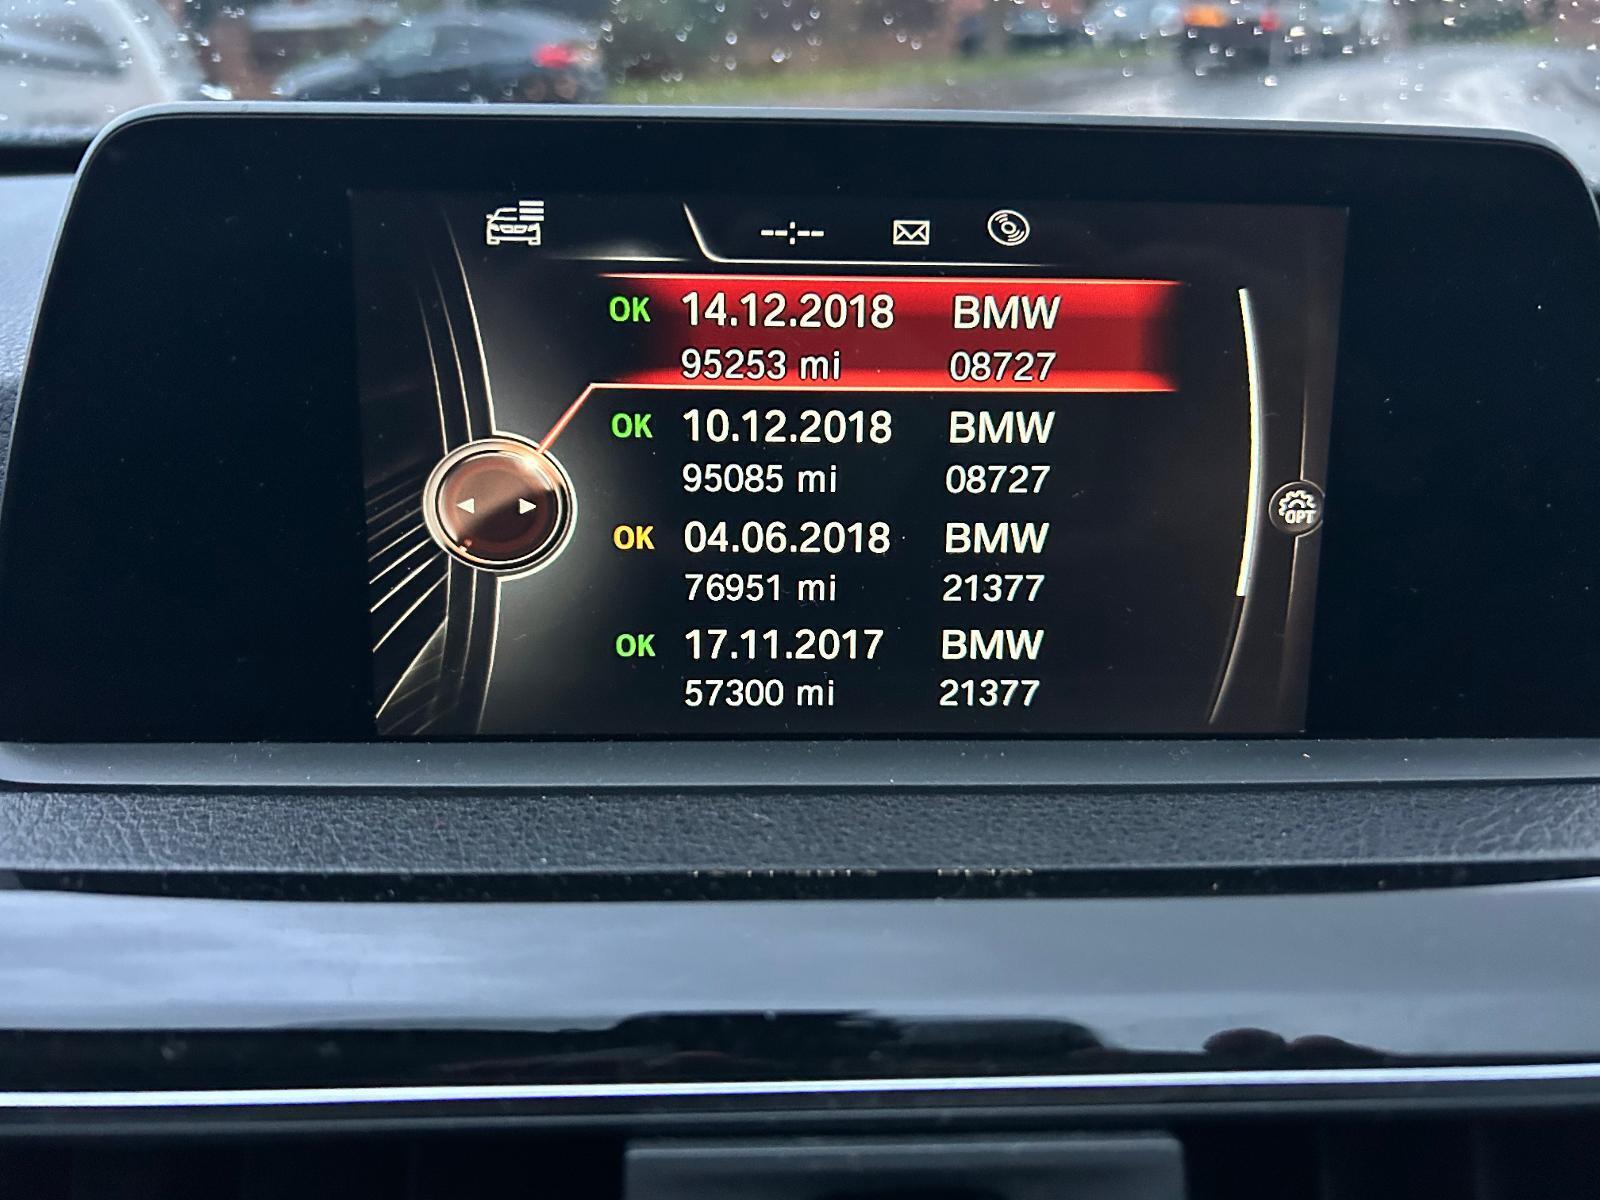 --:--
OK 14.12.2018 BMW
95253 mi 08727
OK 10.12.2018 BMW
95085 mi 08727
OK 04.06.2018 BMW
76951 mi 21377
OPT
OK 17.11.2017 BMW
57300 mi 21377